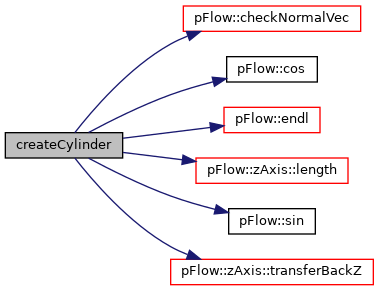 pFlow::checkNormalVec
pFlow::cos
pFlow::endl
createCylinder
pFlow::zAxis::length
pFlow::sin
pFlow::zAxis::transferBackZ